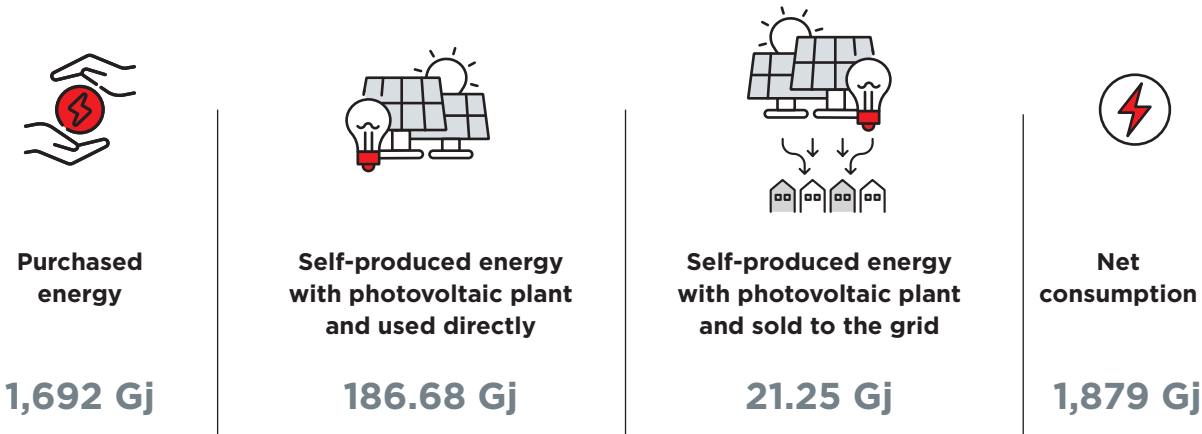 Purchased
energy
1,692 Gj
Self-produced energy
with photovoltaic plant
and used directly
186.68 Gj
Self-produced energy
with photovoltaic plant
and sold to the grid
21.25 Gj
Net
consumption
1,879 Gj